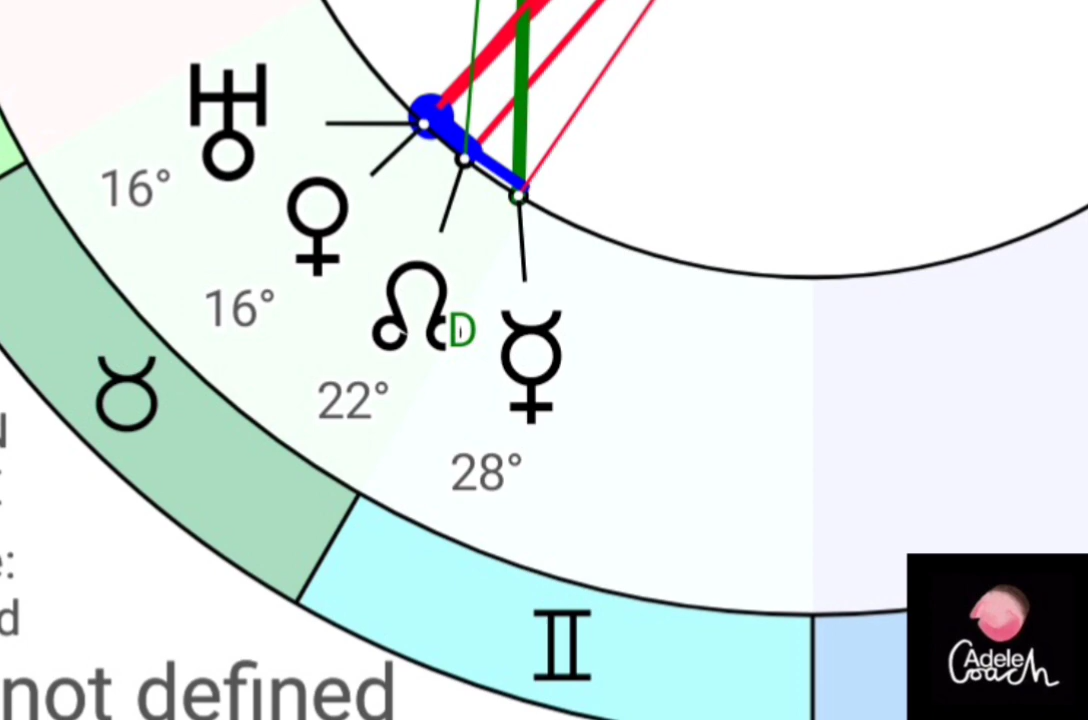 ♅
16°
♀
16°
☊D
22°
☿
28°
♉
d
not defined
♊
Adele
Coach